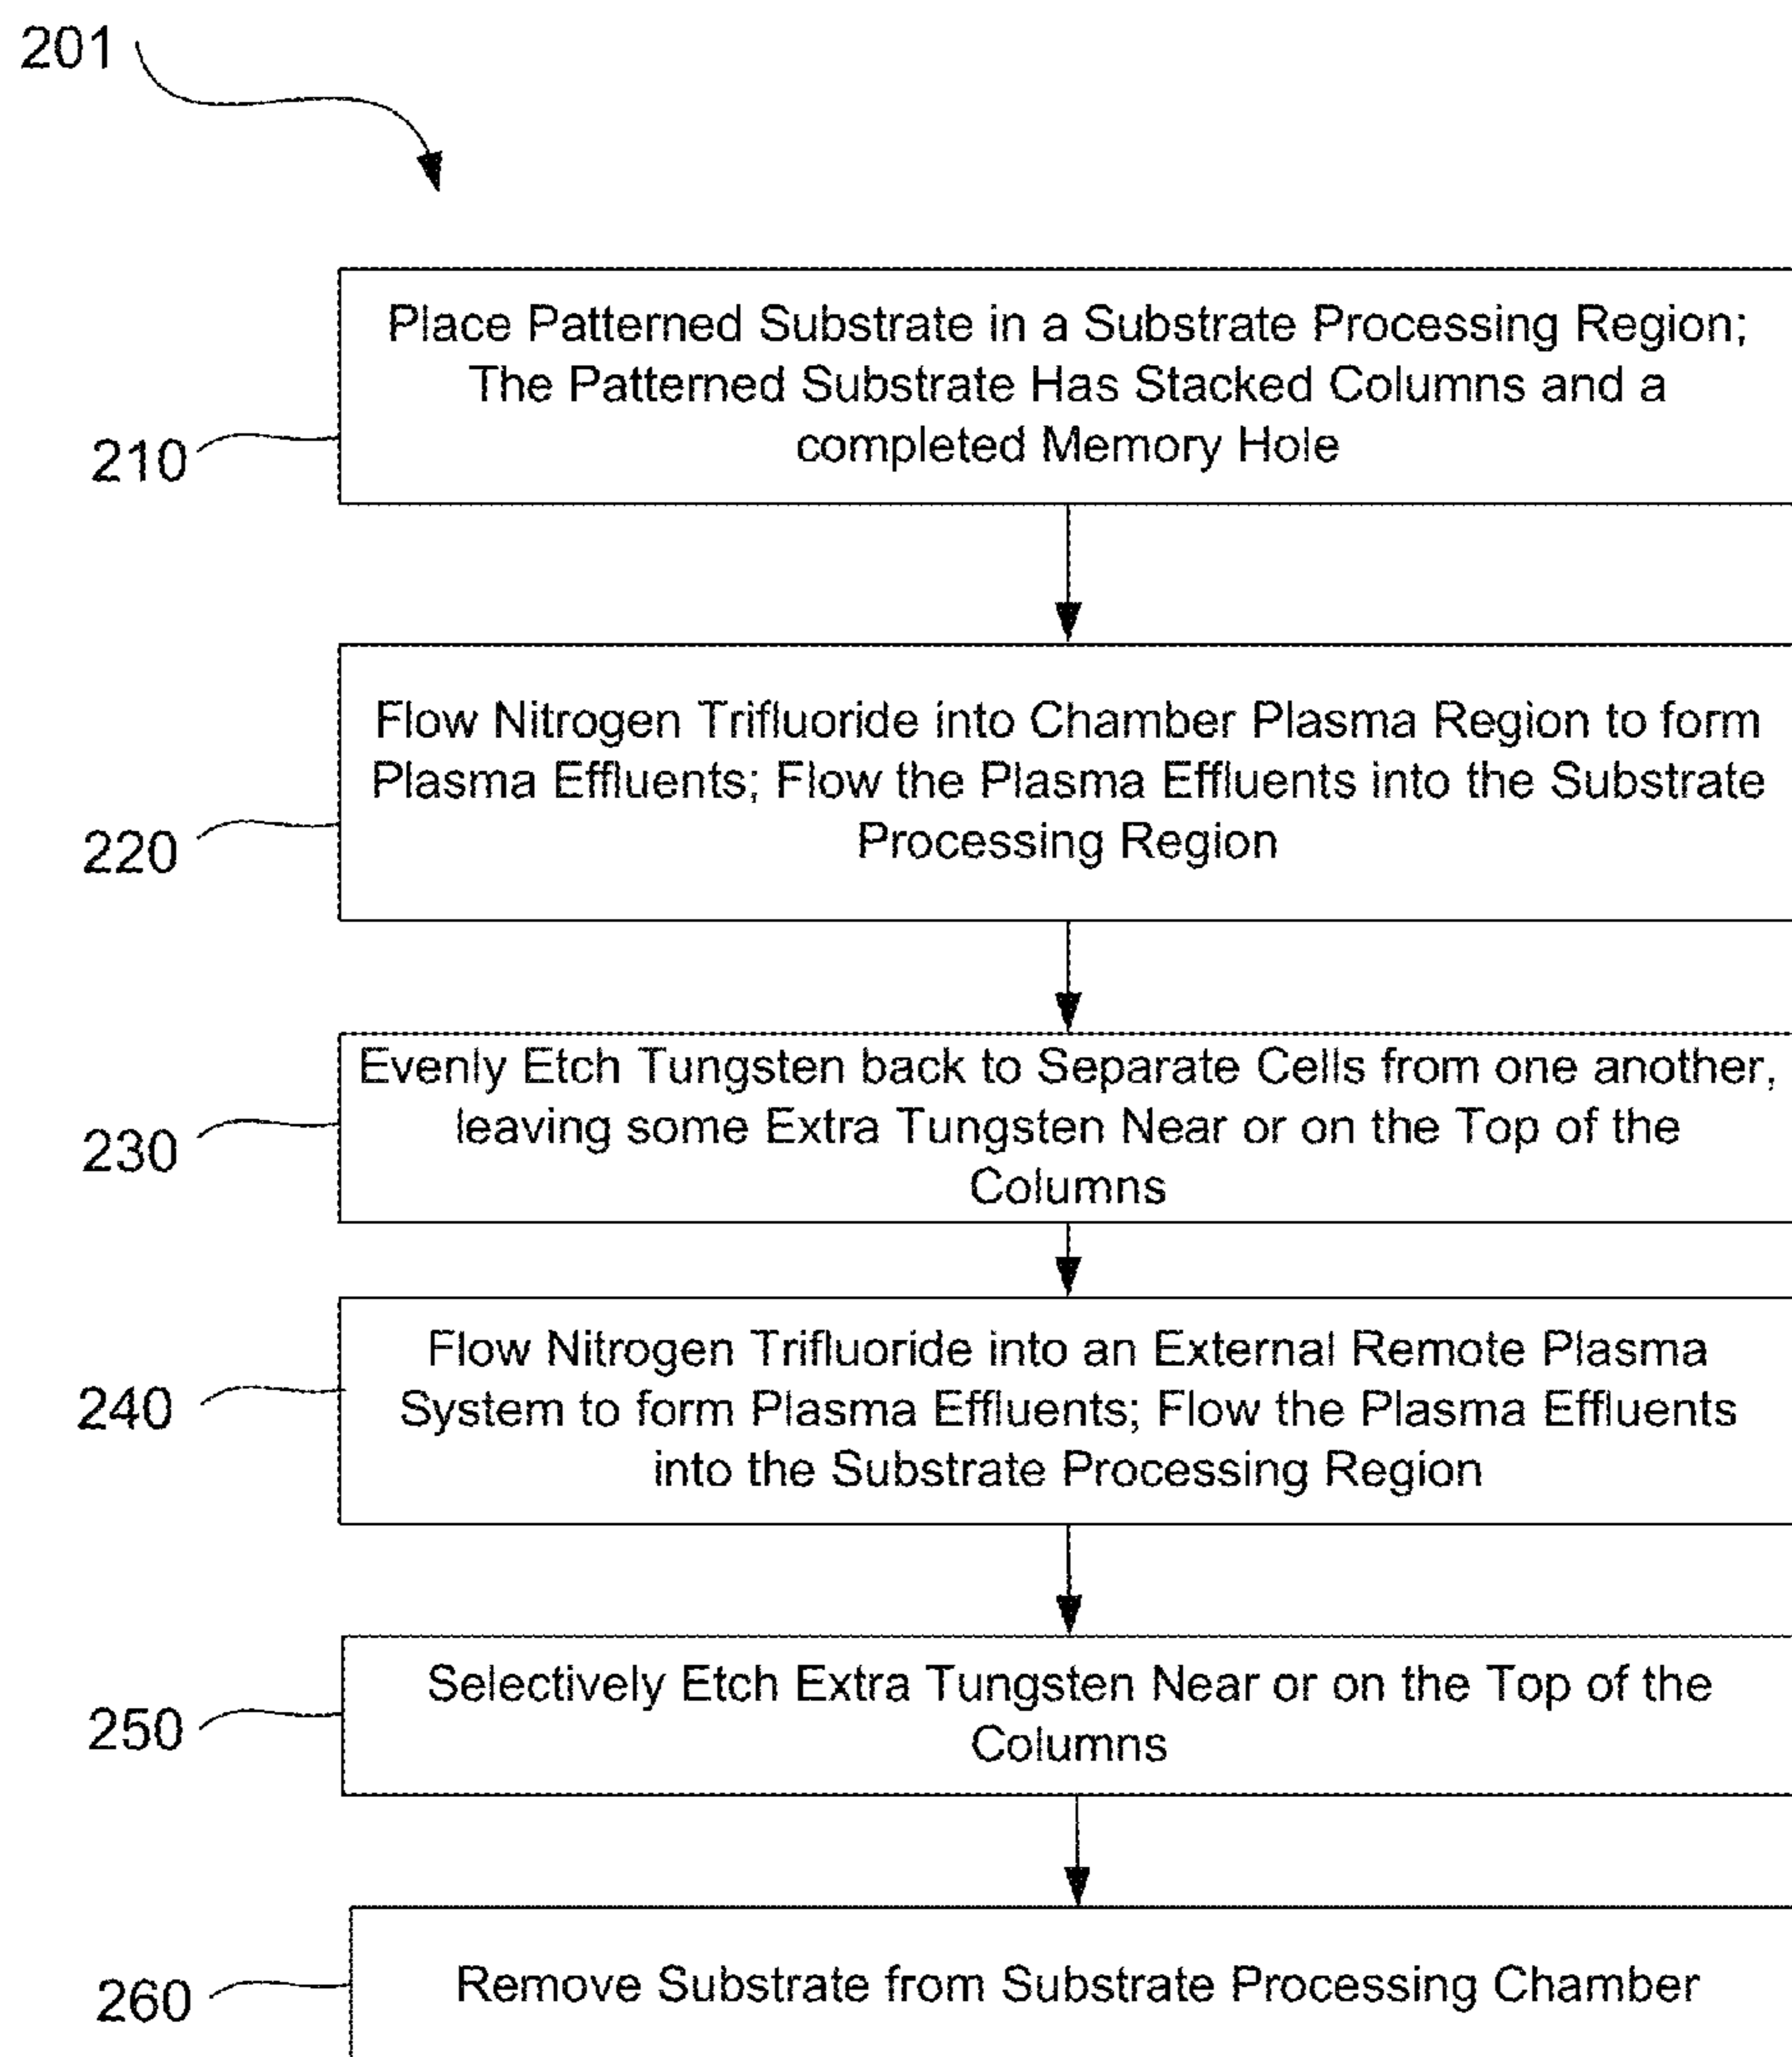 201
Place Patterned Substrate in a Substrate Processing Region;
The Patterned Substrate Has Stacked Columns and a
completed Memory Hole
210
Flow Nitrogen Trifluoride into Chamber Plasma Region to form
Plasma Effluents; Flow the Plasma Effluents into the Substrate
Processing Region
220
Evenly Etch Tungsten back to Separate Cells from one another,
leaving some Extra Tungsten Near or on the Top of the
Columns
230
Flow Nitrogen Trifluoride into an External Remote Plasma
System to form Plasma Effluents; Flow the Plasma Effluents
into the Substrate Processing Region
240
Selectively Etch Extra Tungsten Near or on the Top of the
Columns
250
Remove Substrate from Substrate Processing Chamber
260